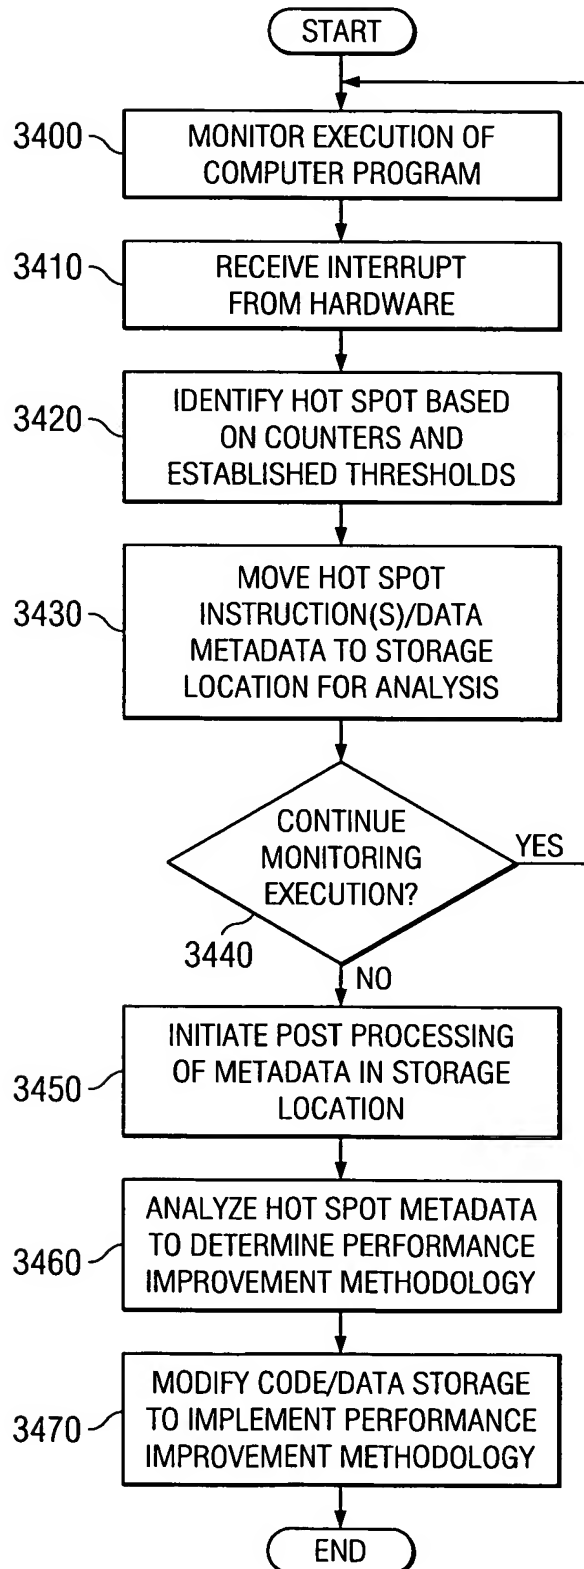 START
3400
MONITOR EXECUTION OF
COMPUTER PROGRAM
3410
RECEIVE INTERRUPT
FROM HARDWARE
3420
IDENTIFY HOT SPOT BASED
ON COUNTERS AND
ESTABLISHED THRESHOLDS
3430
MOVE HOT SPOT
INSTRUCTION(S)/DATA
METADATA TO STORAGE
LOCATION FOR ANALYSIS
CONTINUE
MONITORING
EXECUTION?
YES
3440
NO
3450
INITIATE POST PROCESSING
OF METADATA IN STORAGE
LOCATION
3460
ANALYZE HOT SPOT METADATA
TO DETERMINE PERFORMANCE
IMPROVEMENT METHODOLOGY
3470
MODIFY CODE/DATA STORAGE
TO IMPLEMENT PERFORMANCE
IMPROVEMENT METHODOLOGY
END